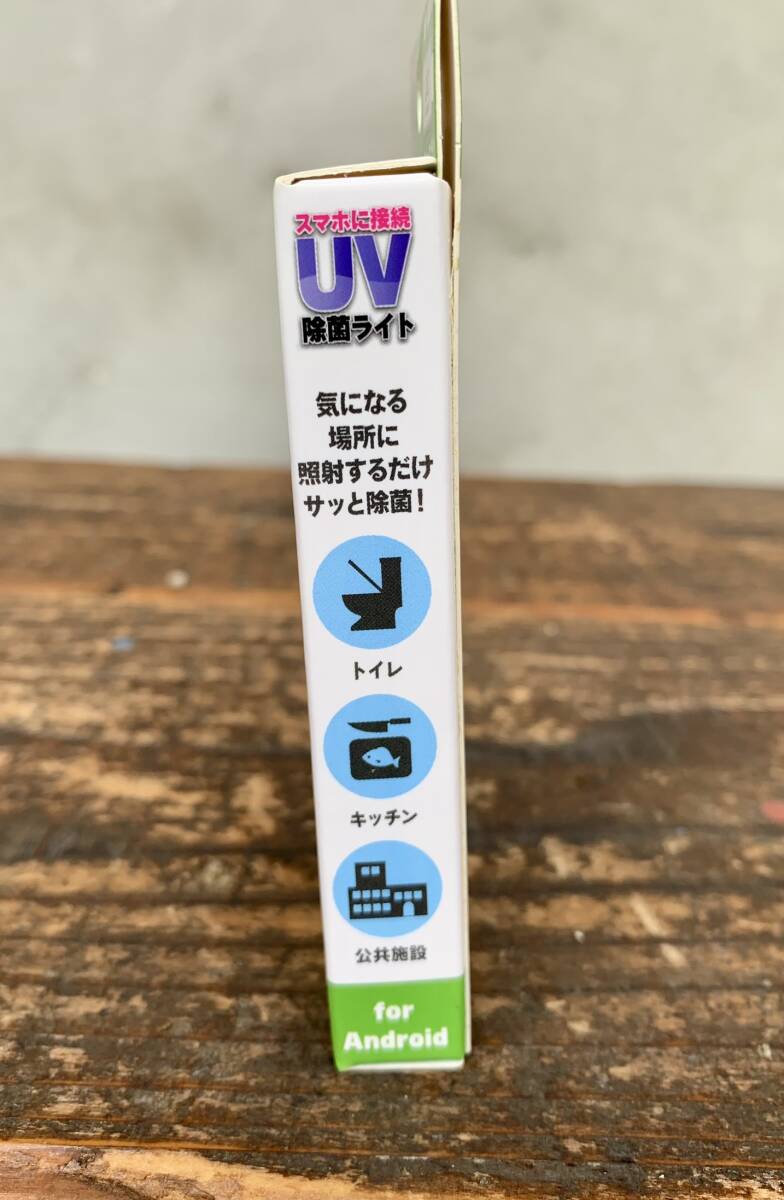 スマホに接続
UV
除菌ライト
気になる
場所に
照射するだけ
サッと除菌!
トイレ
キッチン
公共施設
for
Android